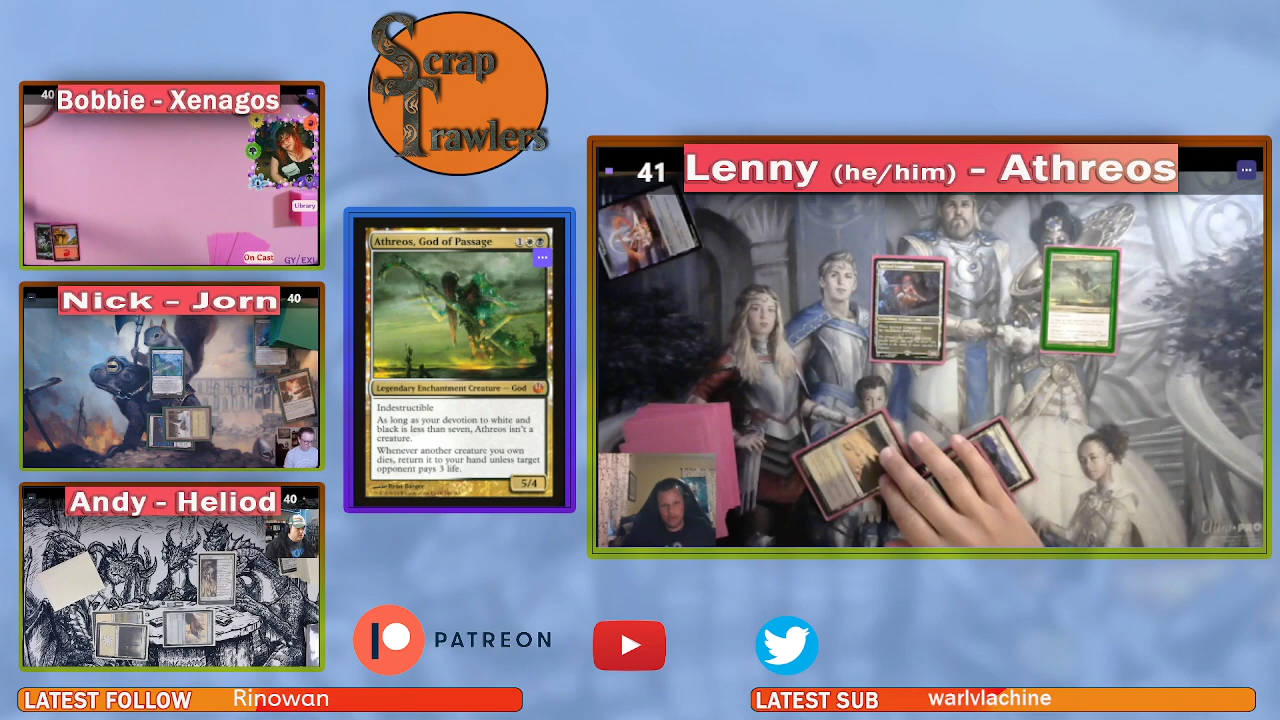 Scrap
Trawlers
40
Bobbie - Xenagos
Library
On Cast
GY/EXL
Nick - Jorn
40
Andy - Heliod
40
Athreos, God of Passage
1
Legendary Enchantment Creature — God
Indestructible
As long as your devotion to white and
black is less than seven, Athreos isn't a
creature.
Whenever another creature you own
dies, return it to your hand unless target
opponent pays 3 life.
5/4
41
Lenny (he/him) - Athreos
Ultra PRO
PATREON
LATEST FOLLOW
Rinowan
LATEST SUB
warlvlachine